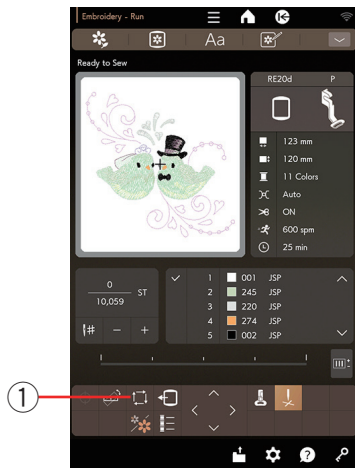 Embroidery - Run
Aa
Ready to Sew
RE20d P
123 mm
120 mm
11 Colors
Auto
ON
600 spm
25 min
0
10,059
ST
# - +
✓ 1 001 JSP
2 245 JSP
3 220 JSP
4 274 JSP
5 002 JSP
1
?